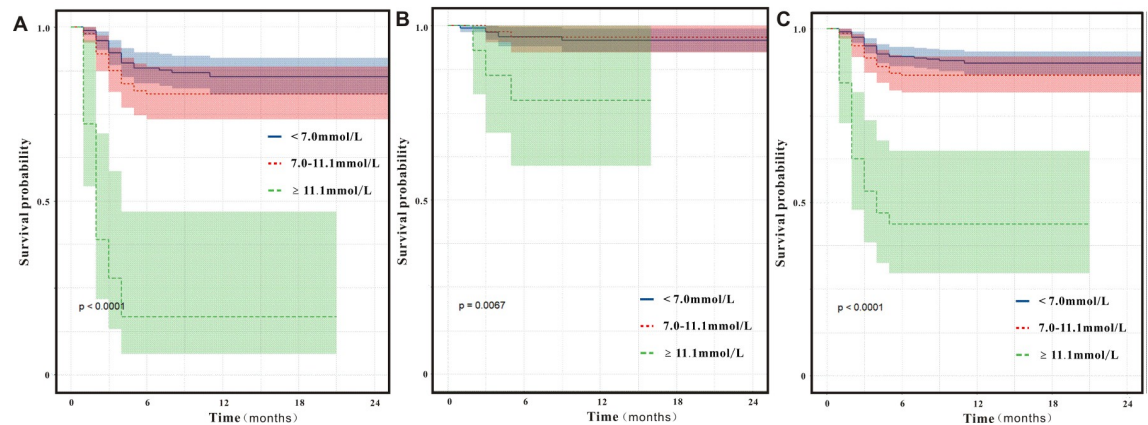 A
1.0
0.5
0
Survival probability
< 7.0mmol/L
7.0-11.1mmol/L
≥ 11.1mmol/L
p < 0.0001
0 6 12 18 24
Time（months）
B
1.0
0.5
0
Survival probability
< 7.0mmol/L
7.0-11.1mmol/L
≥ 11.1mmol/L
p = 0.0067
0 6 12 18 24
Time（months）
C
1.0
0.5
0
Survival probability
< 7.0mmol/L
7.0-11.1mmol/L
≥ 11.1mmol/L
p < 0.0001
0 6 12 18 24
Time（months）